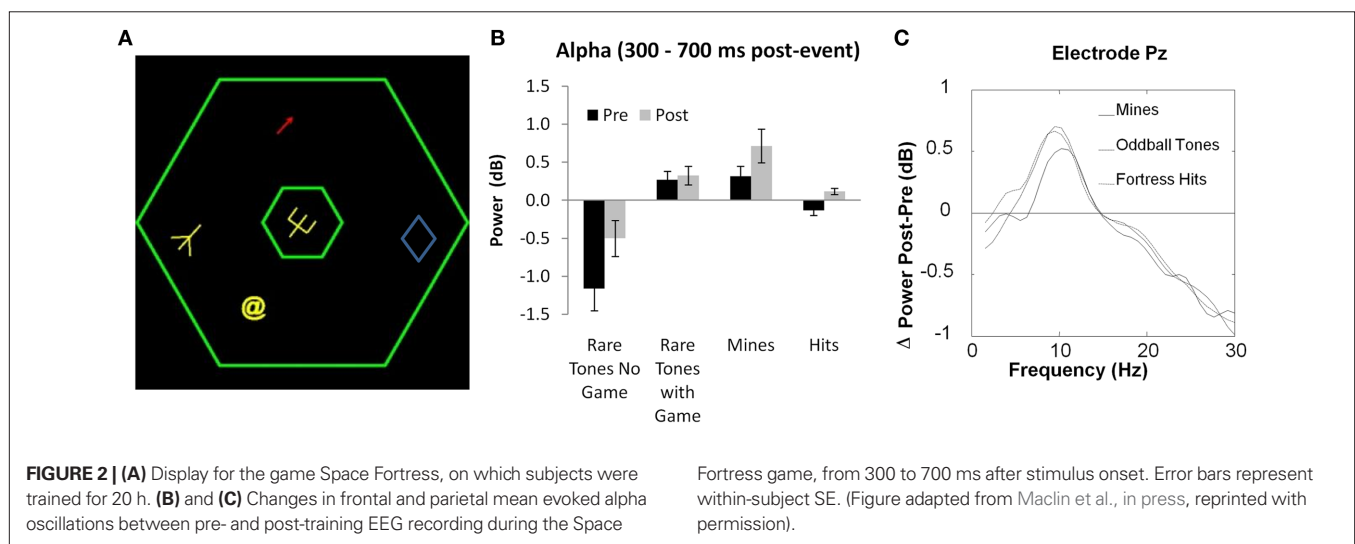 A
@
B
Alpha (300 - 700 ms post-event)
Power (dB)
1.5
1.0
0.5
0.0
-0.5
-1.0
-1.5
Pre
Post
Rare Tones No Game
Rare Tones with Game
Mines
Hits
C
Electrode Pz
Δ Power Post-Pre (dB)
1
0.5
0
-0.5
-1
Mines
Oddball Tones
Fortress Hits
0 10 20 30
Frequency (Hz)
FIGURE 2 | (A) Display for the game Space Fortress, on which subjects were
trained for 20 h. (B) and (C) Changes in frontal and parietal mean evoked alpha
oscillations between pre- and post-training EEG recording during the Space
Fortress game, from 300 to 700 ms after stimulus onset. Error bars represent
within-subject SE. (Figure adapted from Maclin et al., in press, reprinted with
permission).